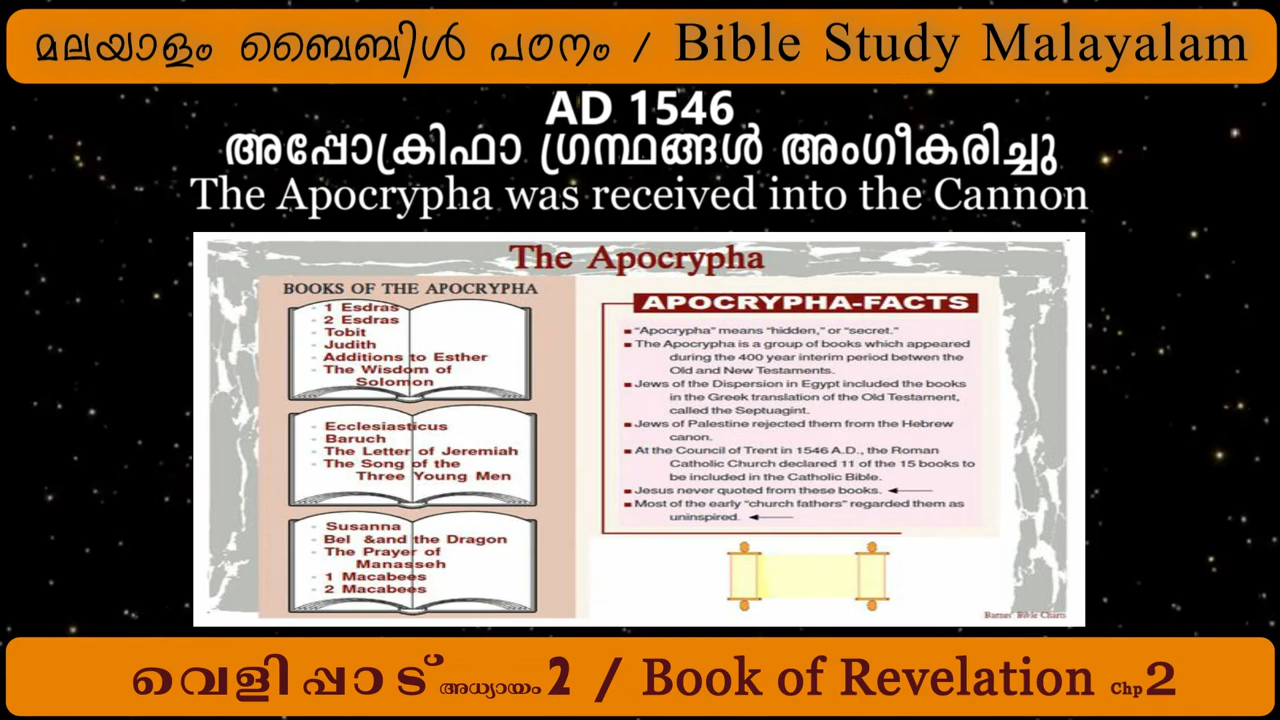 മലയാളം ബൈബിൾ പഠനം / Bible Study Malayalam
AD 1546
അപ്പോക്രിഫാ ഗ്രന്ഥങ്ങൾ അംഗീകരിച്ചു
The Apocrypha was received into the Cannon
The Apocrypha
BOOKS OF THE APOCRYPHA
- 1 Esdras
- 2 Esdras
- Tobit
- Judith
- Additions to Esther
- The Wisdom of
Solomon
- Ecclesiasticus
- Baruch
- The Letter of Jeremiah
- The Song of the
Three Young Men
- Susanna
- Bel &and the Dragon
- The Prayer of
Manasseh
- 1 Macabees
- 2 Macabees
APOCRYPHA-FACTS
"Apocrypha" means "hidden," or "secret."
The Apocrypha is a group of books which appeared
during the 400 year interim period betwen the
Old and New Testaments.
Jews of the Dispersion in Egypt included the books
in the Greek translation of the Old Testament,
called the Septuagint.
Jews of Palestine rejected them from the Hebrew
canon.
At the Council of Trent in 1546 A.D., the Roman
Catholic Church declared 11 of the 15 books to
be included in the Catholic Bible.
Jesus never quoted from these books.
Most of the early "church fathers" regarded them as
uninspired.
Barnes' Bible Charts
വെളിപ്പാട് അധ്യായം 2 / Book of Revelation Chp 2